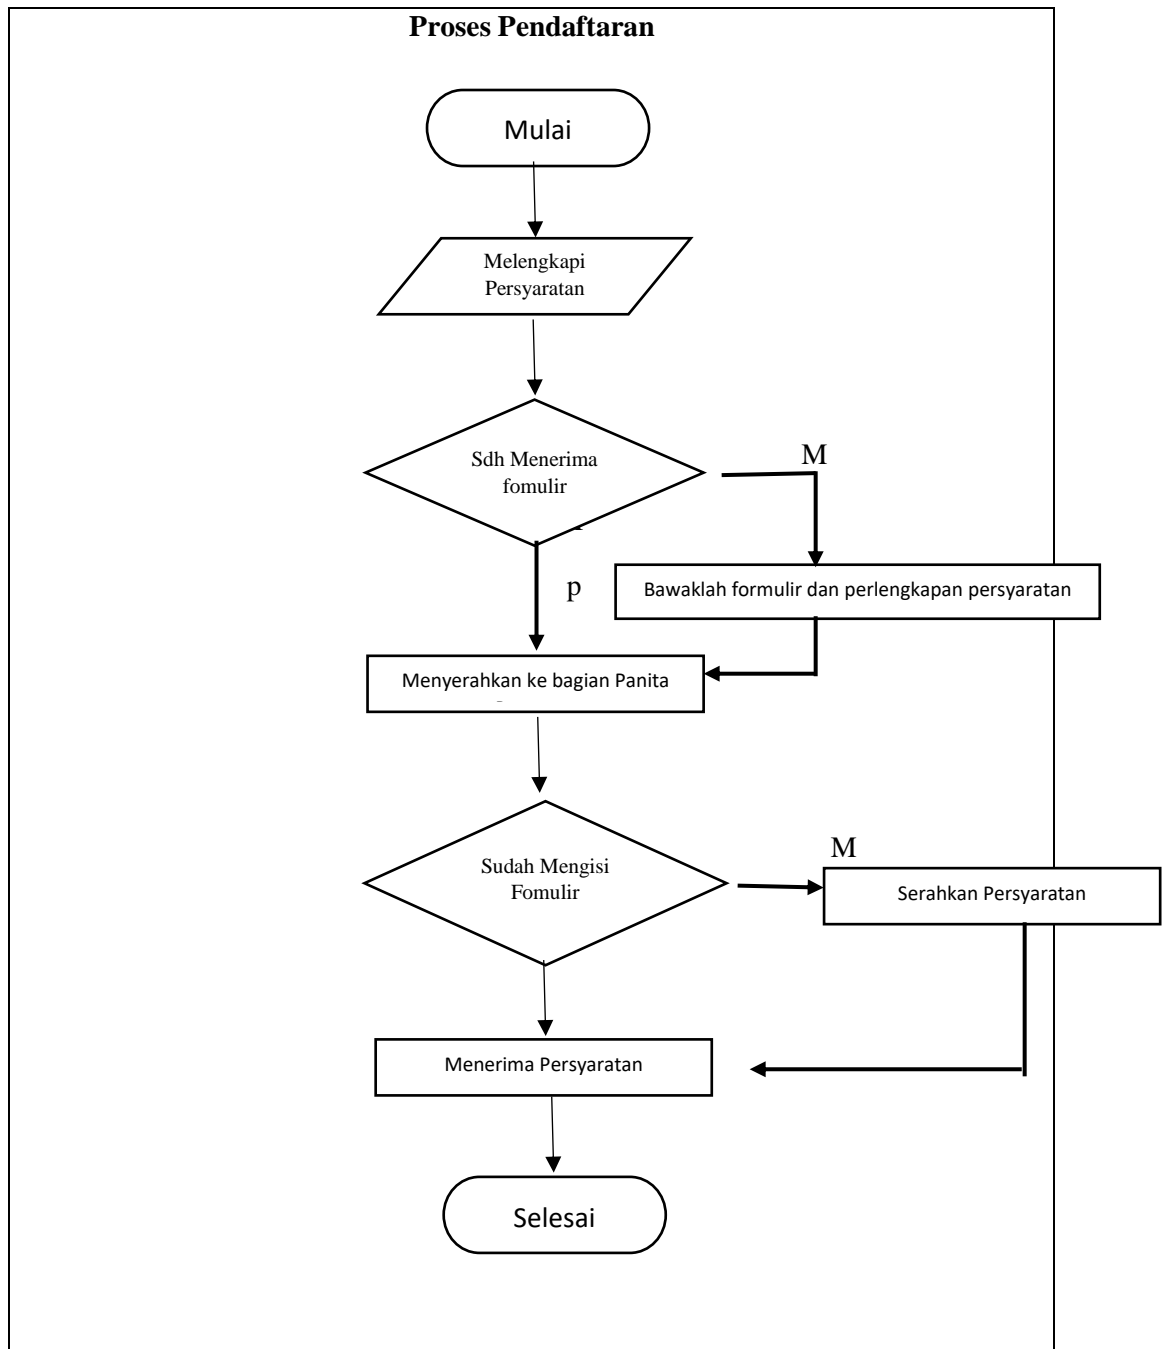 Proses Pendaftaran
Mulai
Melengkapi
Persyaratan
Sdh Menerima
fomulir
M
p
Bawaklah formulir dan perlengkapan persyaratan
Menyerahkan ke bagian Panita
Sudah Mengisi
Fomulir
M
Serahkan Persyaratan
Menerima Persyaratan
Selesai